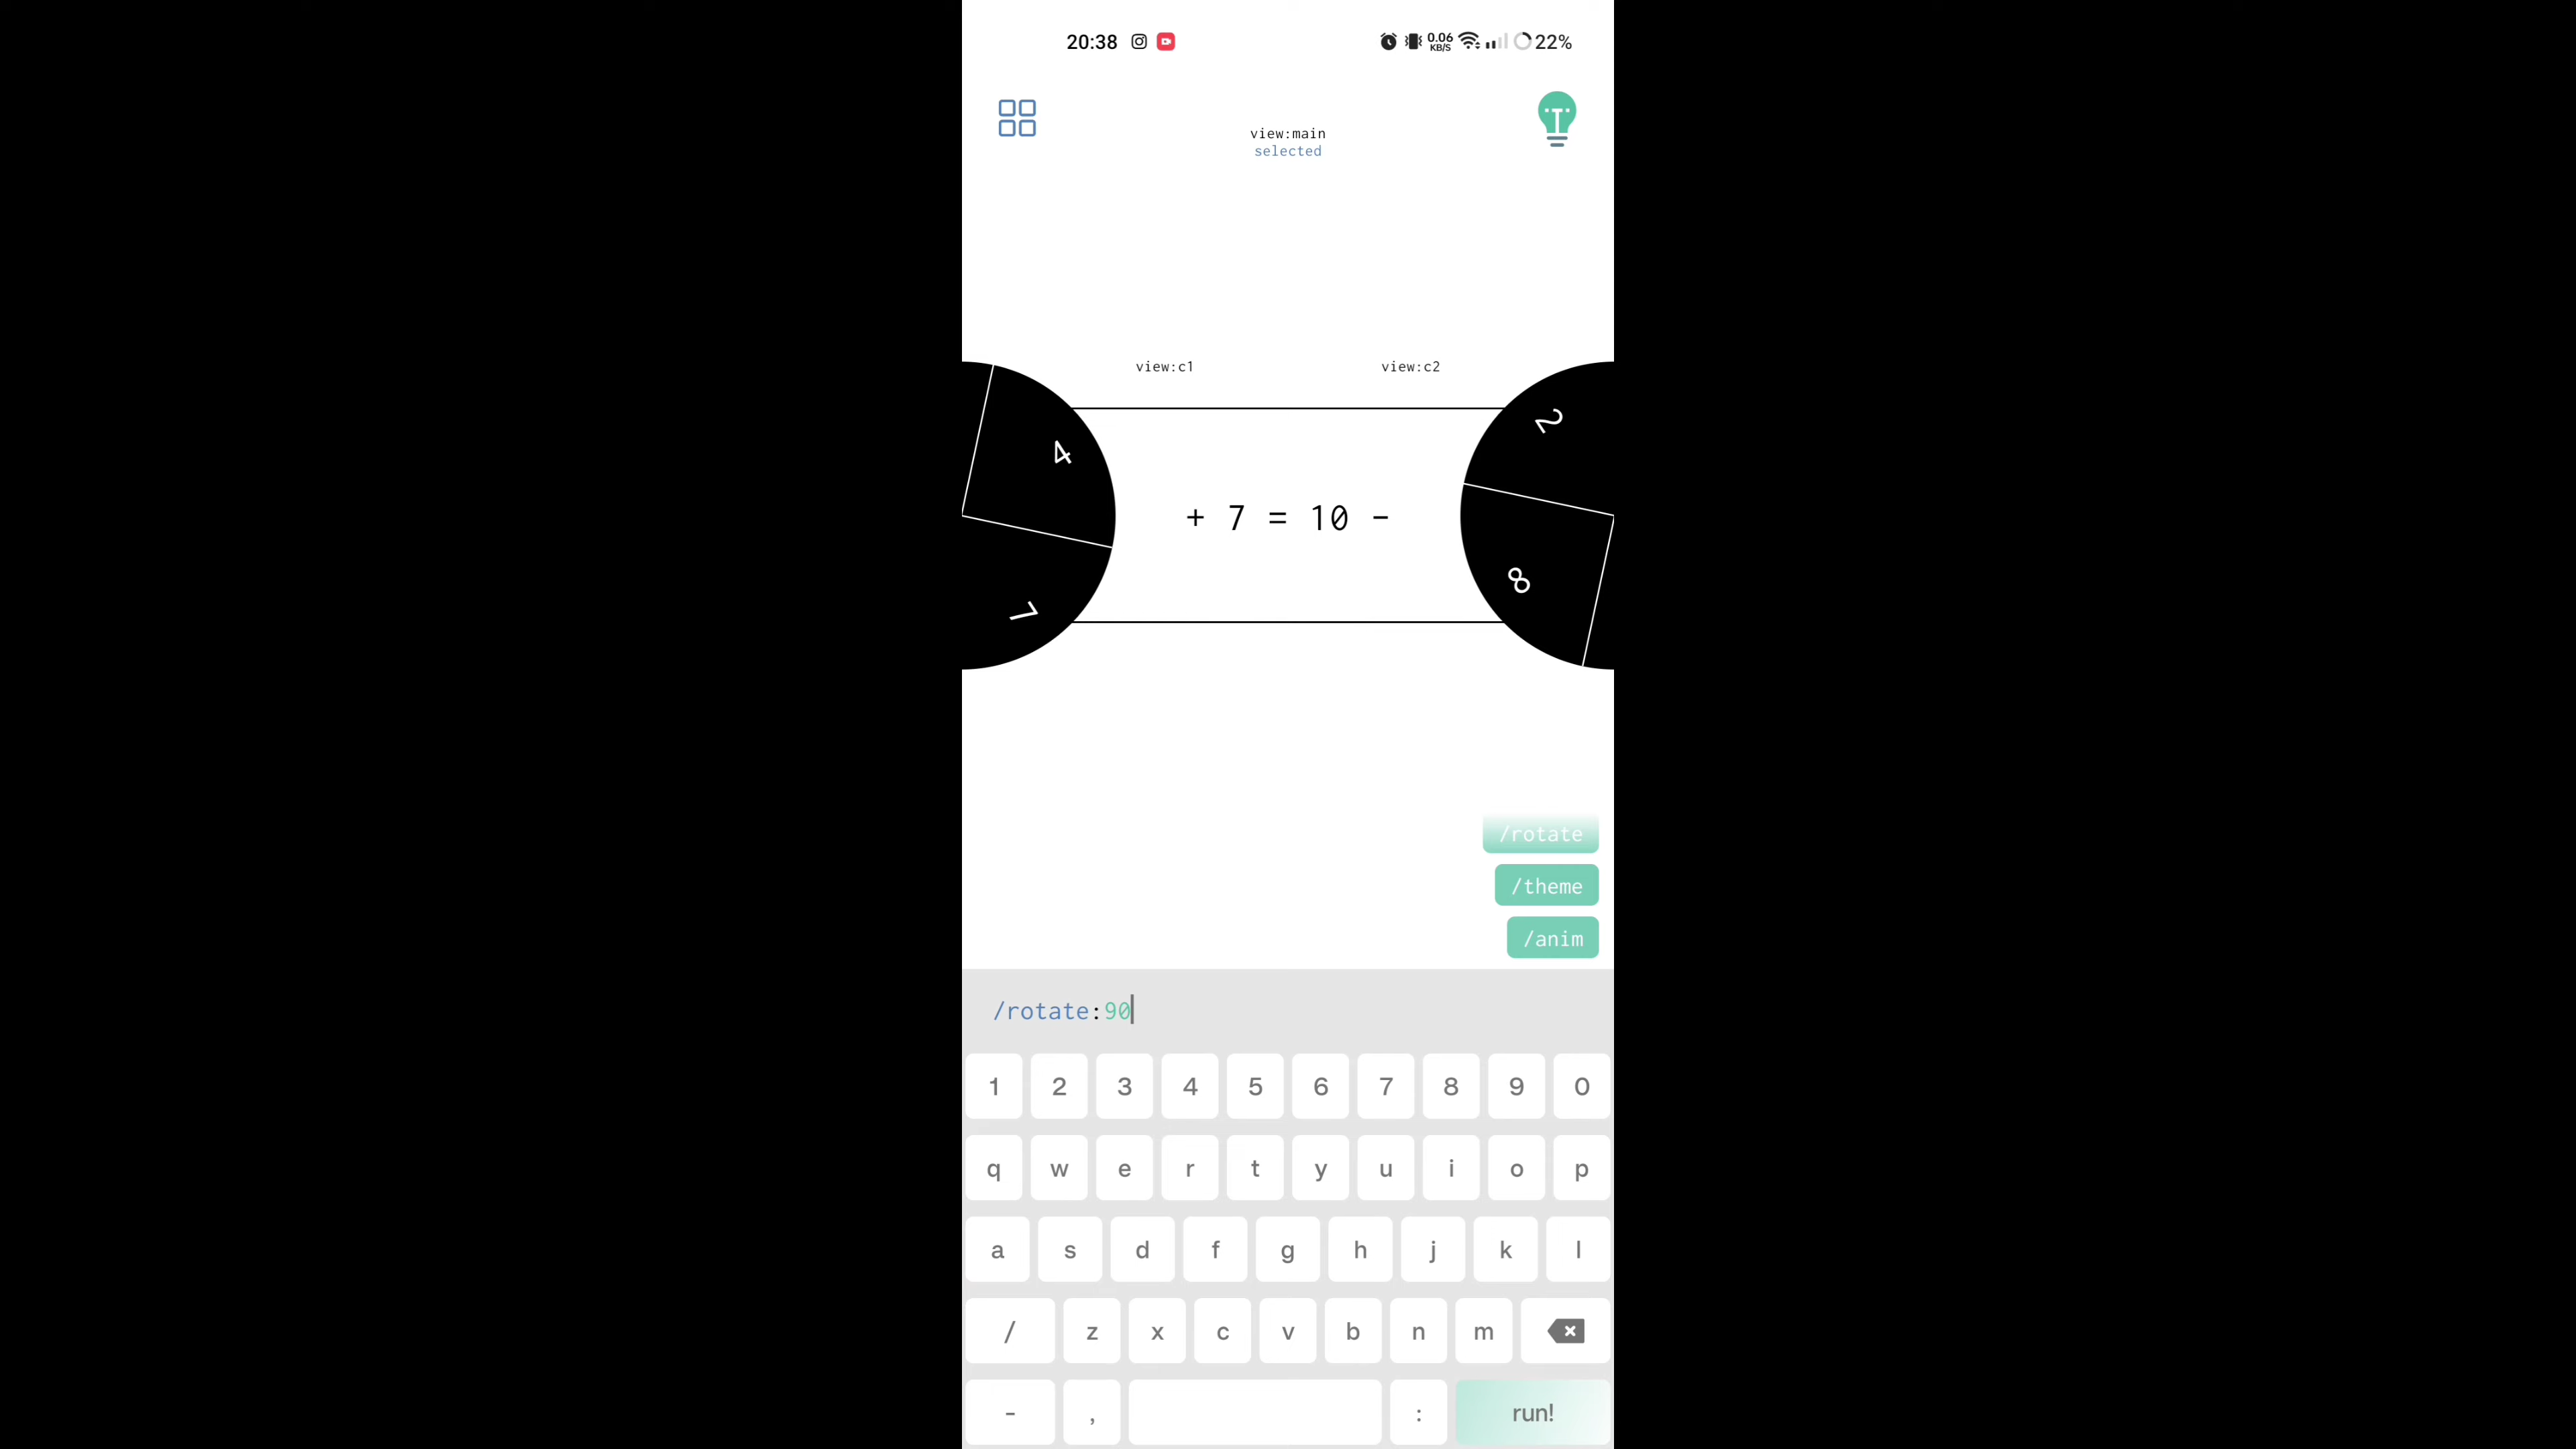 20:38 0.06 KB/S 22%
view:main
selected
view:c1 view:c2
4 2
+ 7 = 10 -
7 8
/rotate
/theme
/anim
/rotate:90
1 2 3 4 5 6 7 8 9 0
q w e r t y u i o p
a s d f g h j k l
/ z x c v b n m
- , : run!